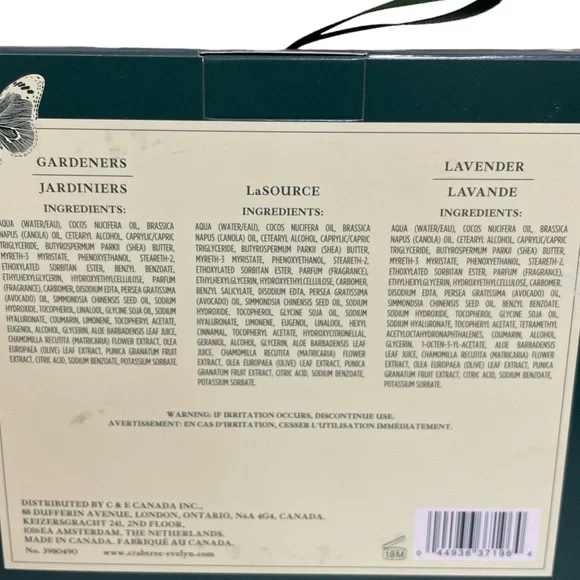 GARDENERS
JARDINIERS
INGREDIENTS:
AQUA (WATER/EAU), COCOS NUCIFERA OIL, BRASSICA
NAPUS (CANOLA) OIL, CETEARYL ALCOHOL, CAPRYLIC/CAPRIC
TRIGLYCERIDE, BUTYROSPERMUM PARKII (SHEA) BUTTER,
MYRETH-3 MYRISTATE, PHENOXYETHANOL, STEARETH-2,
ETHOXYLATED SORBITAN ESTER, BENZYL BENZOATE,
ETHYLHEXYLGLYCERIN, HYDROXYETHYLCELLULOSE, PARFUM
(FRAGRANCE), CARBOMER, DISODIUM EDTA, PERSEA GRATISSIMA
(AVOCADO) OIL, SIMMONDSIA CHINENSIS SEED OIL, SODIUM
HYDROXIDE, TOCOPHEROL, LINALOOL, GLYCINE SOJA OIL, SODIUM
HYALURONATE, COUMARIN, LIMONENE, TOCOPHERYL ACETATE,
EUGENOL, ALCOHOL, GLYCERIN, ALOE BARBADENSIS LEAF JUICE,
CHAMOMILLA RECUTITA (MATRICARIA) FLOWER EXTRACT, OLEA
EUROPAEA (OLIVE) LEAF EXTRACT, PUNICA GRANATUM FRUIT
EXTRACT, CITRIC ACID, SODIUM BENZOATE, POTASSIUM SORBATE.
LaSOURCE
INGREDIENTS:
AQUA (WATER/EAU), COCOS NUCIFERA OIL, BRASSICA
NAPUS (CANOLA) OIL, CETEARYL ALCOHOL, CAPRYLIC/CAPRIC
TRIGLYCERIDE, BUTYROSPERMUM PARKII (SHEA) BUTTER,
MYRETH-3 MYRISTATE, PHENOXYETHANOL, STEARETH-2,
ETHOXYLATED SORBITAN ESTER, PARFUM (FRAGRANCE),
ETHYLHEXYLGLYCERIN, HYDROXYETHYLCELLULOSE, CARBOMER,
BENZYL SALICYLATE, DISODIUM EDTA, PERSEA GRATISSIMA
(AVOCADO) OIL, SIMMONDSIA CHINENSIS SEED OIL, SODIUM
HYDROXIDE, TOCOPHEROL, GLYCINE SOJA OIL, SODIUM
HYALURONATE, LIMONENE, EUGENOL, LINALOOL, HEXYL
CINNAMAL, TOCOPHERYL ACETATE, HYDROXYCITRONELLAL,
GERANIOL, ALCOHOL, GLYCERIN, ALOE BARBADENSIS LEAF
JUICE, CHAMOMILLA RECUTITA (MATRICARIA) FLOWER
EXTRACT, OLEA EUROPAEA (OLIVE) LEAF EXTRACT, PUNICA
GRANATUM FRUIT EXTRACT, CITRIC ACID, SODIUM BENZOATE,
POTASSIUM SORBATE.
LAVENDER
LAVANDE
INGREDIENTS:
AQUA (WATER/EAU), COCOS NUCIFERA OIL, BRASSICA
NAPUS (CANOLA) OIL, CETEARYL ALCOHOL, CAPRYLIC/CAPRIC
TRIGLYCERIDE, BUTYROSPERMUM PARKII (SHEA) BUTTER,
MYRETH-3 MYRISTATE, PHENOXYETHANOL, STEARETH-2,
ETHOXYLATED SORBITAN ESTER, PARFUM (FRAGRANCE),
ETHYLHEXYLGLYCERIN, HYDROXYETHYLCELLULOSE, CARBOMER,
DISODIUM EDTA, PERSEA GRATISSIMA (AVOCADO) OIL,
SIMMONDSIA CHINENSIS SEED OIL, BENZYL BENZOATE,
SODIUM HYDROXIDE, TOCOPHEROL, GLYCINE SOJA OIL,
SODIUM HYALURONATE, TOCOPHERYL ACETATE, TETRAMETHYL
ACETYLOCTAHYDRONAPHTHALENES, COUMARIN, ALCOHOL,
GLYCERIN, 1-OCTEN-3-YL-ACETATE, ALOE BARBADENSIS
LEAF JUICE, CHAMOMILLA RECUTITA (MATRICARIA) FLOWER
EXTRACT, OLEA EUROPAEA (OLIVE) LEAF EXTRACT, PUNICA
GRANATUM FRUIT EXTRACT, CITRIC ACID, SODIUM BENZOATE,
POTASSIUM SORBATE.
WARNING: IF IRRITATION OCCURS, DISCONTINUE USE.
AVERTISSEMENT: EN CAS D'IRRITATION, CESSER L'UTILISATION IMMÉDIATEMENT.
DISTRIBUTED BY C & E CANADA INC.,
88 DUFFERIN AVENUE, LONDON, ONTARIO, N6A 4G4, CANADA.
KEIZERSGRACHT 241, 2ND FLOOR,
1016EA AMSTERDAM, THE NETHERLANDS.
MADE IN CANADA. FABRIQUÉ AU CANADA.
No. 3980490 www.crabtree-evelyn.com
18M
0 44936 37196 4